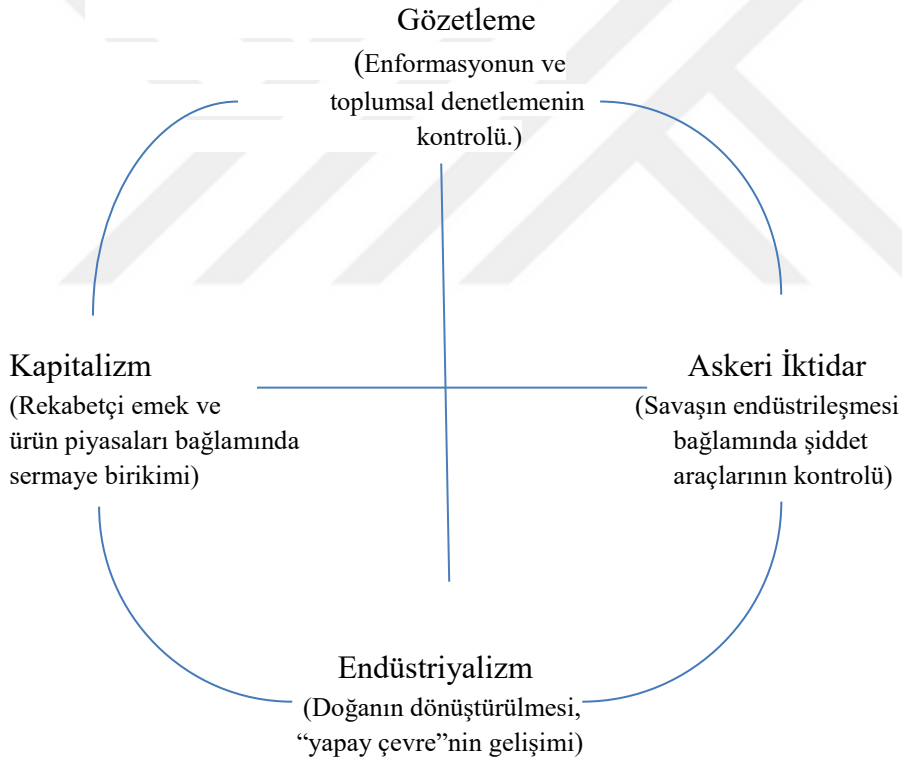 Gözetleme
(Enformasyonun ve
toplumsal denetlemenin
kontrolü.)
Kapitalizm
(Rekabetçi emek ve
ürün piyasaları bağlamında
sermaye birikimi)
Askeri İktidar
(Savaşın endüstrileşmesi
bağlamında şiddet
araçlarının kontrolü)
Endüstriyalizm
(Doğanın dönüştürülmesi,
“yapay çevre”nin gelişimi)